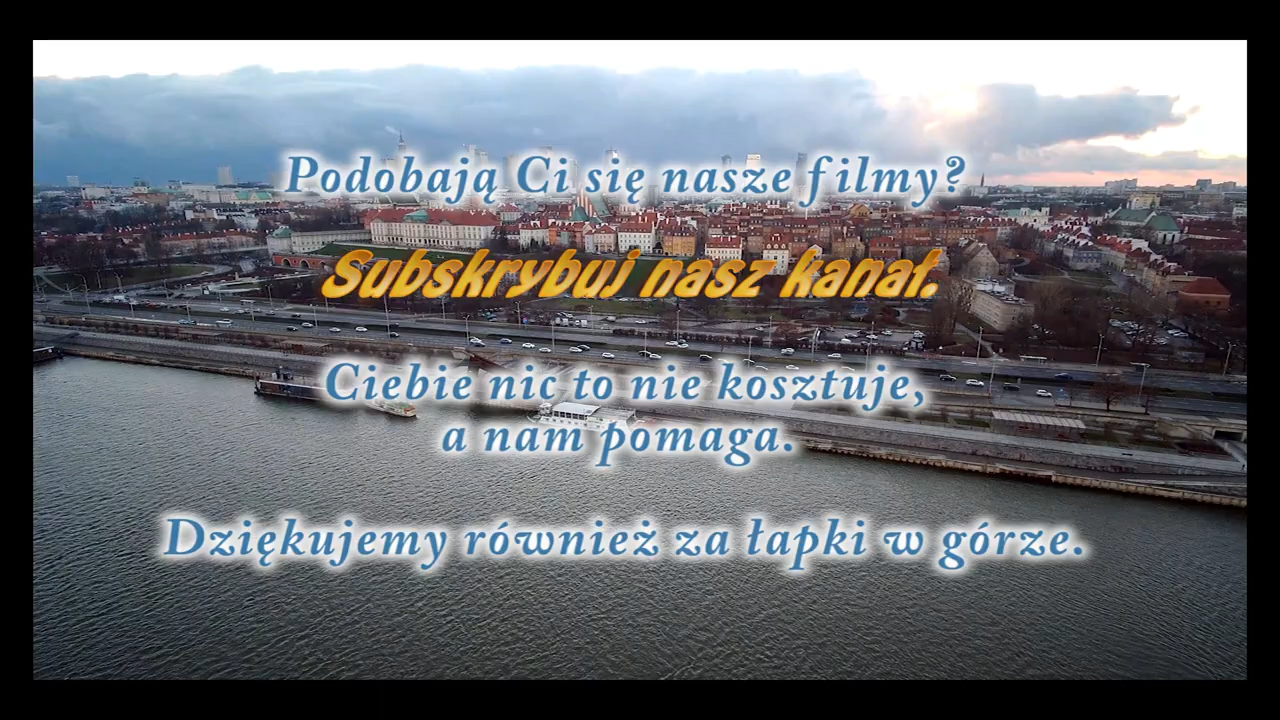 Podobają Ci się nasze filmy?
Subskrybuj nasz kanał.
Ciebie nic to nie kosztuje,
a nam pomaga.
Dziękujemy również za łapki w górze.